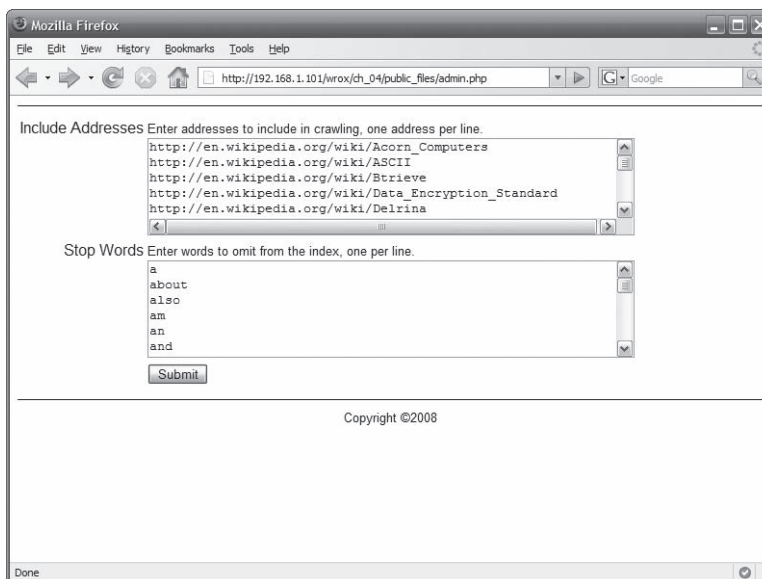 Mozilla Firefox
File Edit View History Bookmarks Tools Help
http://192.168.1.101/wrox/ch_04/public_files/admin.php
G Google
Include Addresses Enter addresses to include in crawling, one address per line.
http://en.wikipedia.org/wiki/Acorn_Computers
http://en.wikipedia.org/wiki/ASCII
http://en.wikipedia.org/wiki/Btrieve
http://en.wikipedia.org/wiki/Data_Encryption_Standard
http://en.wikipedia.org/wiki/Delrina
Stop Words Enter words to omit from the index, one per line.
a
about
also
am
an
and
Submit
Copyright ©2008
Done